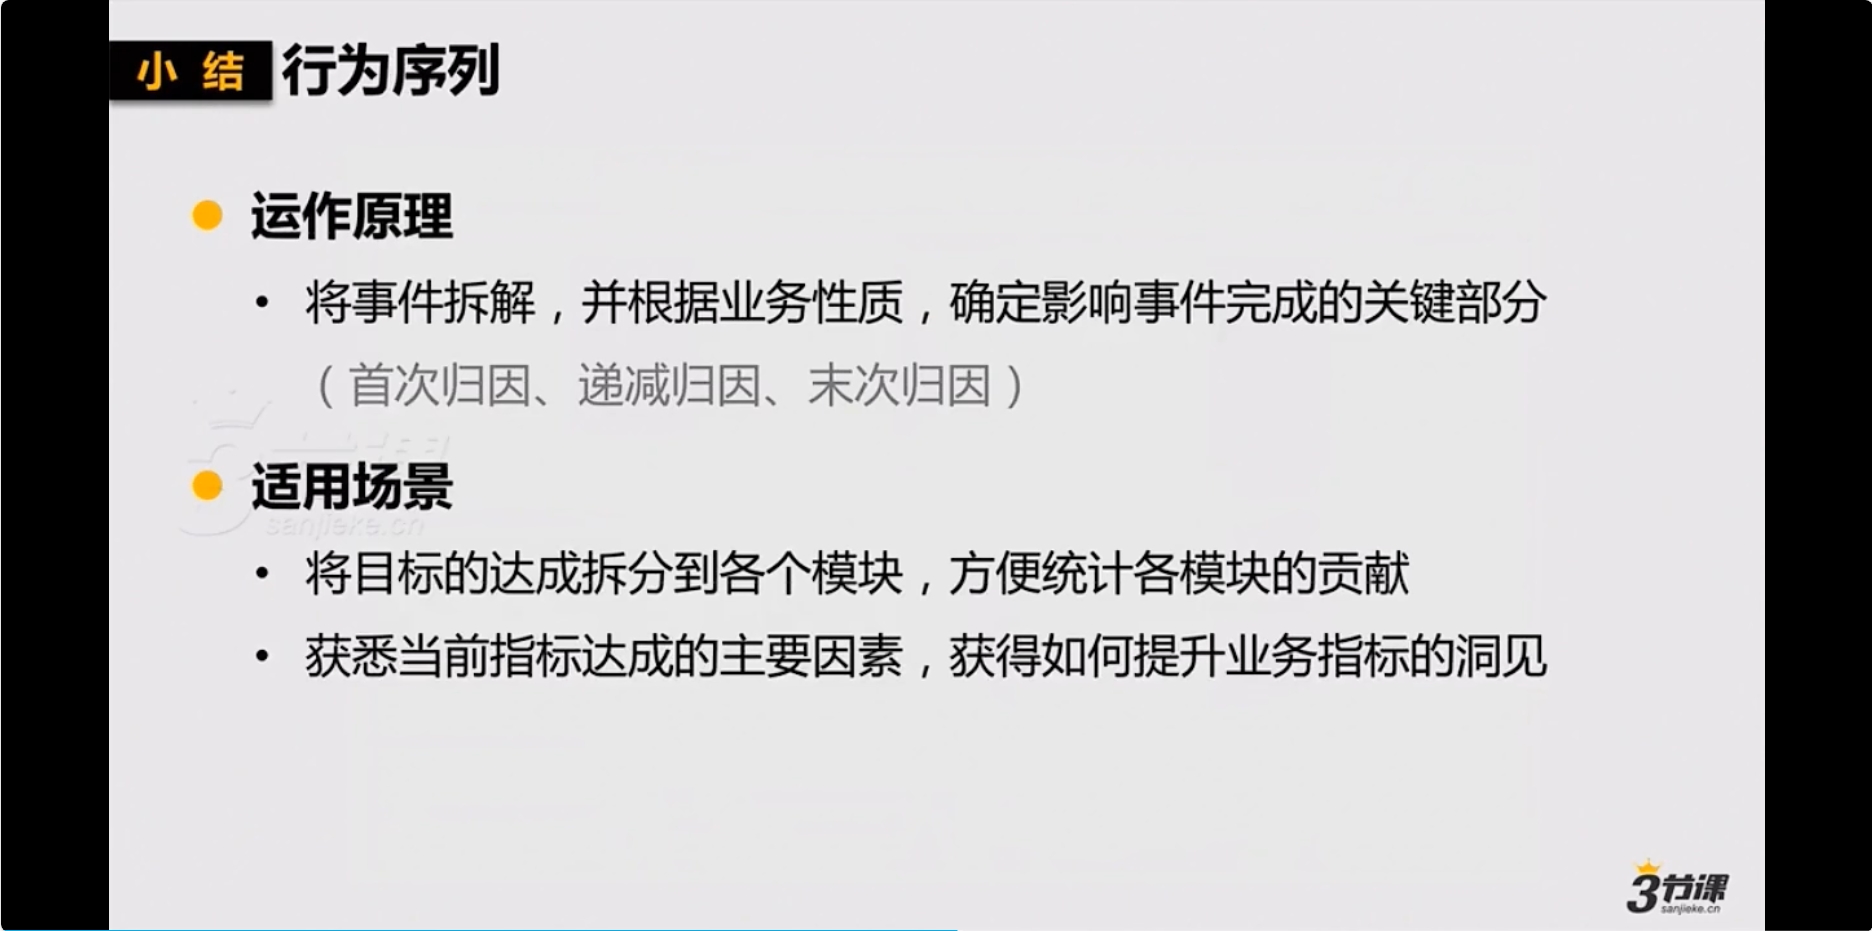 小结 行为序列
运作原理
• 将事件拆解，并根据业务性质，确定影响事件完成的关键部分
（首次归因、递减归因、末次归因）
适用场景
sanjieke.cn
• 将目标的达成拆分到各个模块，方便统计各模块的贡献
• 获悉当前指标达成的主要因素，获得如何提升业务指标的洞见
3节课
sanjieke.cn